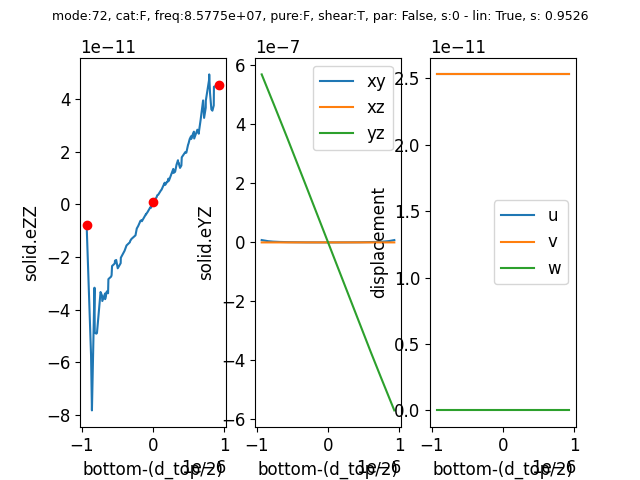 mode:72, cat:F, freq:8.5775e+07, pure:F, shear:T, par: False, s:0 - lin: True, s: 0.9526
1e−11
4
2
0
−2
−4
−6
−8
solid.eZZ
−1
0
1
1e−6
bottom-(d_top/2)
1e−7
6
4
2
0
−2
−4
−6
solid.eYZ
xy
xz
yz
−1
0
1
1e−6
bottom-(d_top/2)
1e−11
2.5
2.0
1.5
1.0
0.5
0.0
displacement
u
v
w
−1
0
1
1e−6
bottom-(d_top/2)